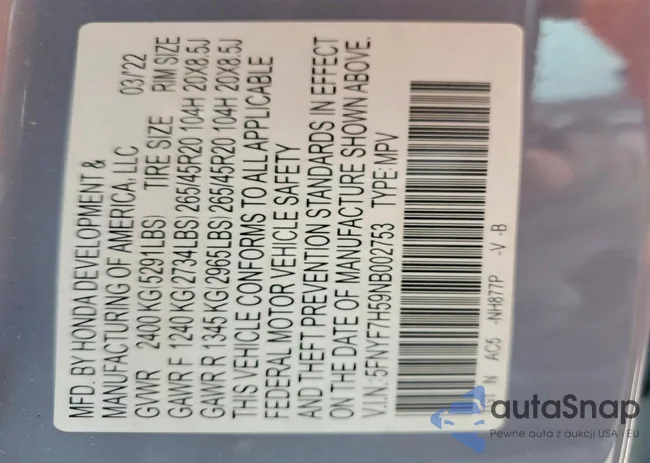 MFD. BY HONDA DEVELOPMENT &
MANUFACTURING OF AMERICA, LLC 03/22
GVWR 2400 KG(5291LBS) TIRE SIZE RIM SIZE
GAWR F 1240 KG(2734LBS) 265/45R20 104H 20X8.5J
GAWR R 1345 KG(2965LBS) 265/45R20 104H 20X8.5J
THIS VEHICLE CONFORMS TO ALL APPLICABLE
FEDERAL MOTOR VEHICLE SAFETY
AND THEFT PREVENTION STANDARDS IN EFFECT
ON THE DATE OF MANUFACTURE SHOWN ABOVE.
V.I.N.: 5FNYF7H59NB002753 TYPE: MPV
N AC5 -NH877P -V -B
autaSnap
Pewne auta z aukcji USA - EU